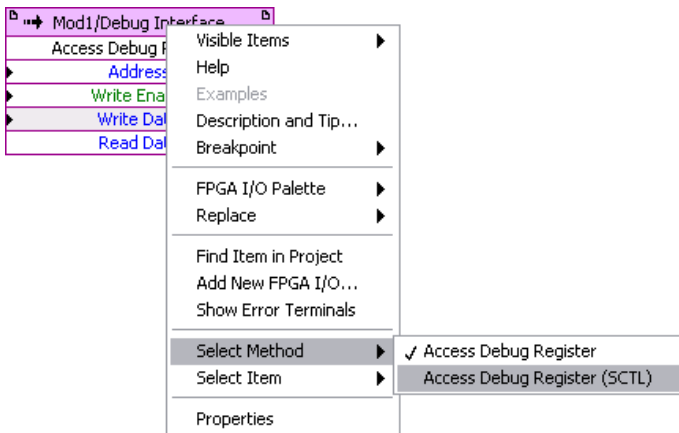 Mod1/Debug Interface
Access Debug
Address
Write Ena
Write Dat
Read Dat
Visible Items
Help
Examples
Description and Tip...
Breakpoint
FPGA I/O Palette
Replace
Find Item in Project
Add New FPGA I/O...
Show Error Terminals
Select Method
Select Item
Properties
✓ Access Debug Register
Access Debug Register (SCTL)